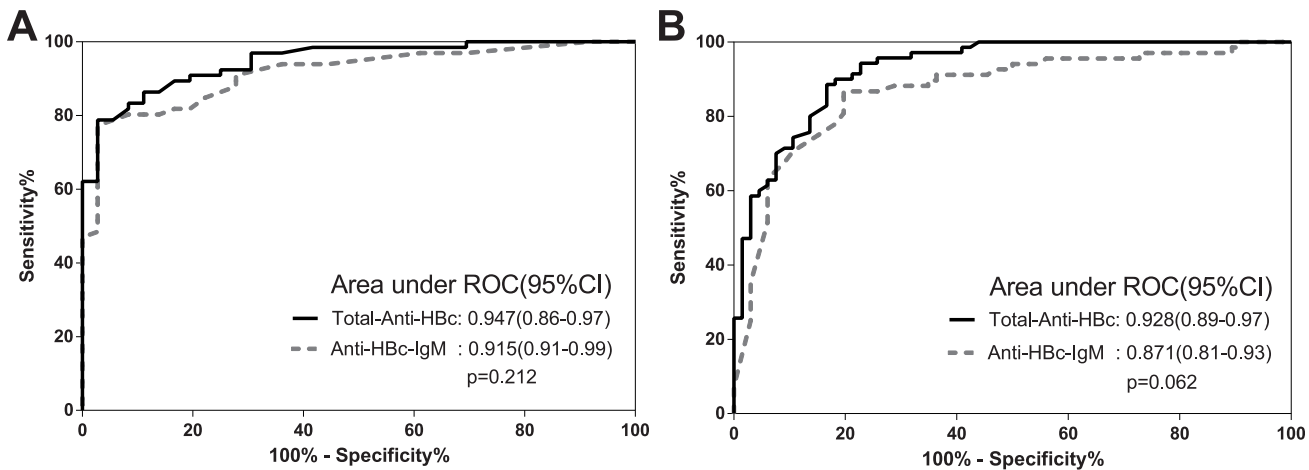 A
100
80
60
40
20
0
Sensitivity%
Area under ROC(95%CI)
Total-Anti-HBc: 0.947(0.86-0.97)
Anti-HBc-IgM : 0.915(0.91-0.99)
p=0.212
0 20 40 60 80 100
100% - Specificity%
B
100
80
60
40
20
0
Sensitivity%
Area under ROC(95%CI)
Total-Anti-HBc: 0.928(0.89-0.97)
Anti-HBc-IgM : 0.871(0.81-0.93)
p=0.062
0 20 40 60 80 100
100% - Specificity%